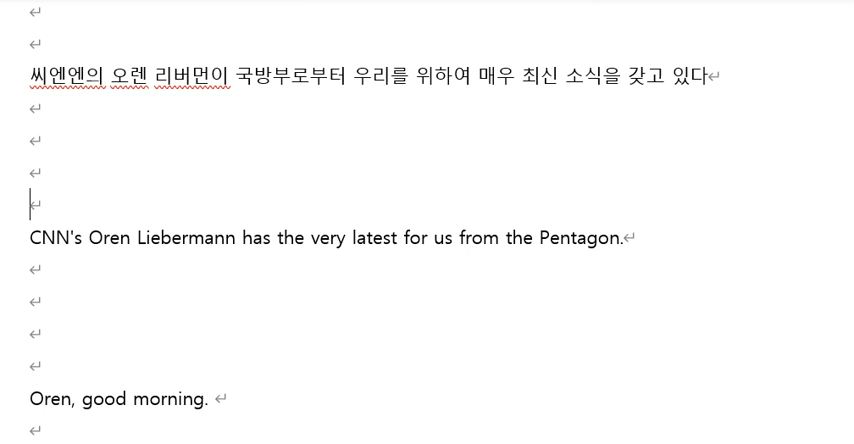 씨엔엔의 오렌 리버먼이 국방부로부터 우리를 위하여 매우 최신 소식을 갖고 있다
CNN's Oren Liebermann has the very latest for us from the Pentagon.
Oren, good morning.